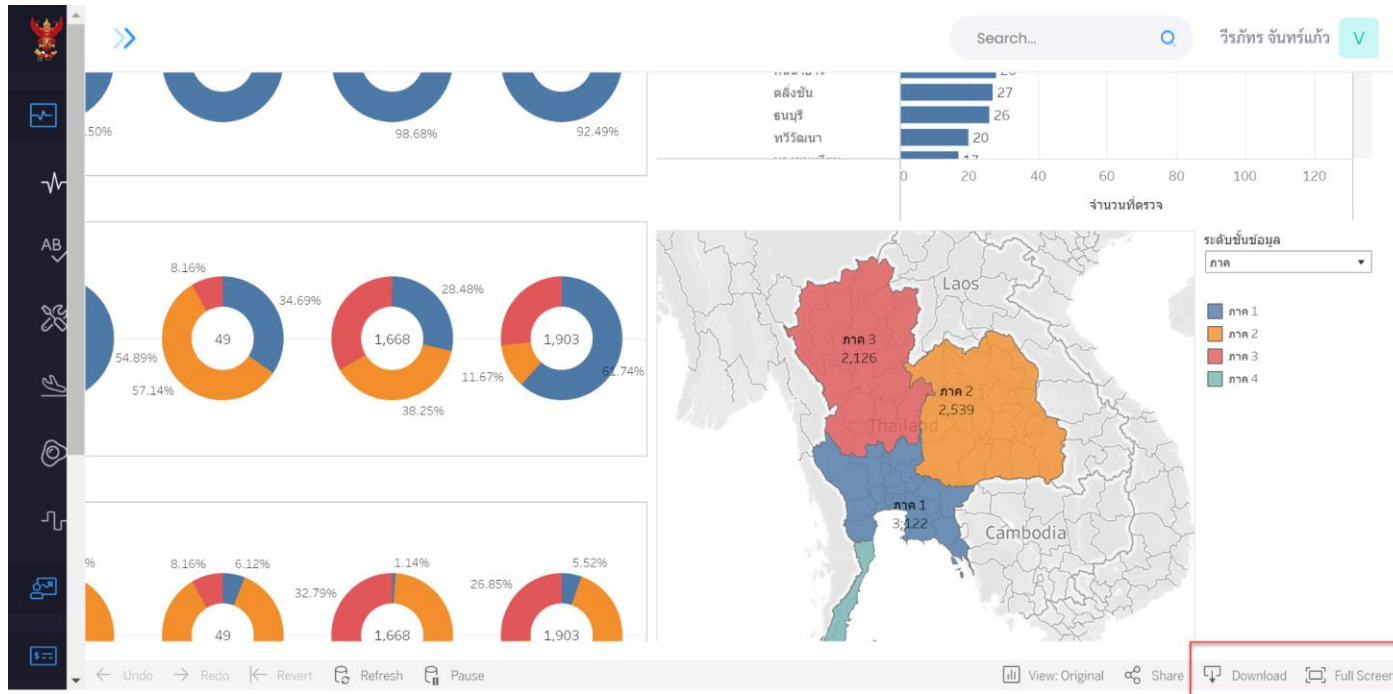 Search...
วีรภัทร จันทร์แก้ว V
ตลิ่งชัน 27
ธนบุรี 26
ทวีวัฒนา 20
.50% 98.68% 92.49%
0 20 40 60 80 100 120
จำนวนที่ตรวจ
AB
8.16% 34.69% 28.48%
49 1,668 1,903
54.89% 57.14% 38.25% 11.67% 61.74%
ระดับชั้นข้อมูล
ภาค
ภาค 1
ภาค 2
ภาค 3
ภาค 4
Laos
ภาค 3
2,126
ภาค 2
2,539
Thailand
ภาค 1
3,122
Cambodia
% 8.16% 6.12% 1.14% 5.52%
32.79% 26.85%
49 1,668 1,903
Undo Redo Revert Refresh Pause View: Original Share Download Full Screen